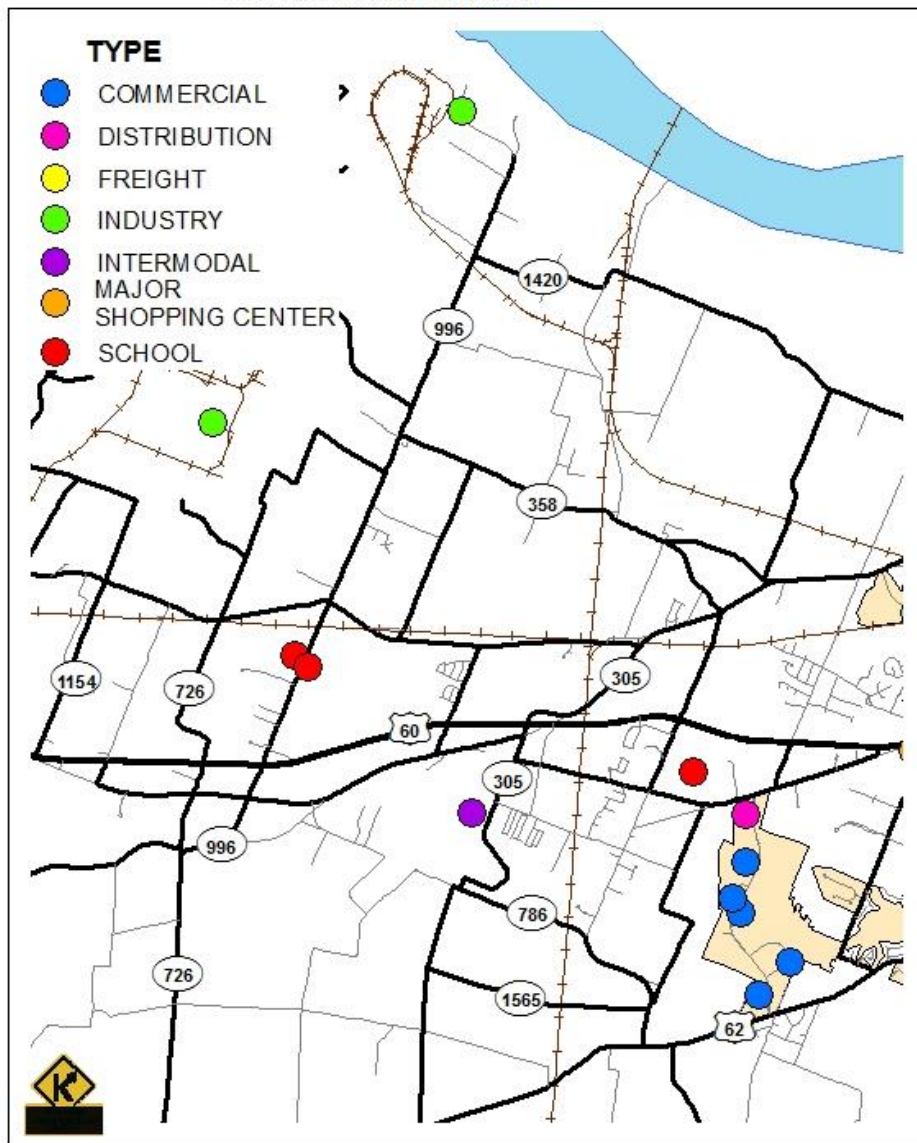 TYPE
COMMERCIAL
DISTRIBUTION
FREIGHT
INDUSTRY
INTERMODAL
MAJOR
SHOPPING CENTER
SCHOOL
1420
996
358
1154
726
305
60
305
996
786
726
1565
62
K